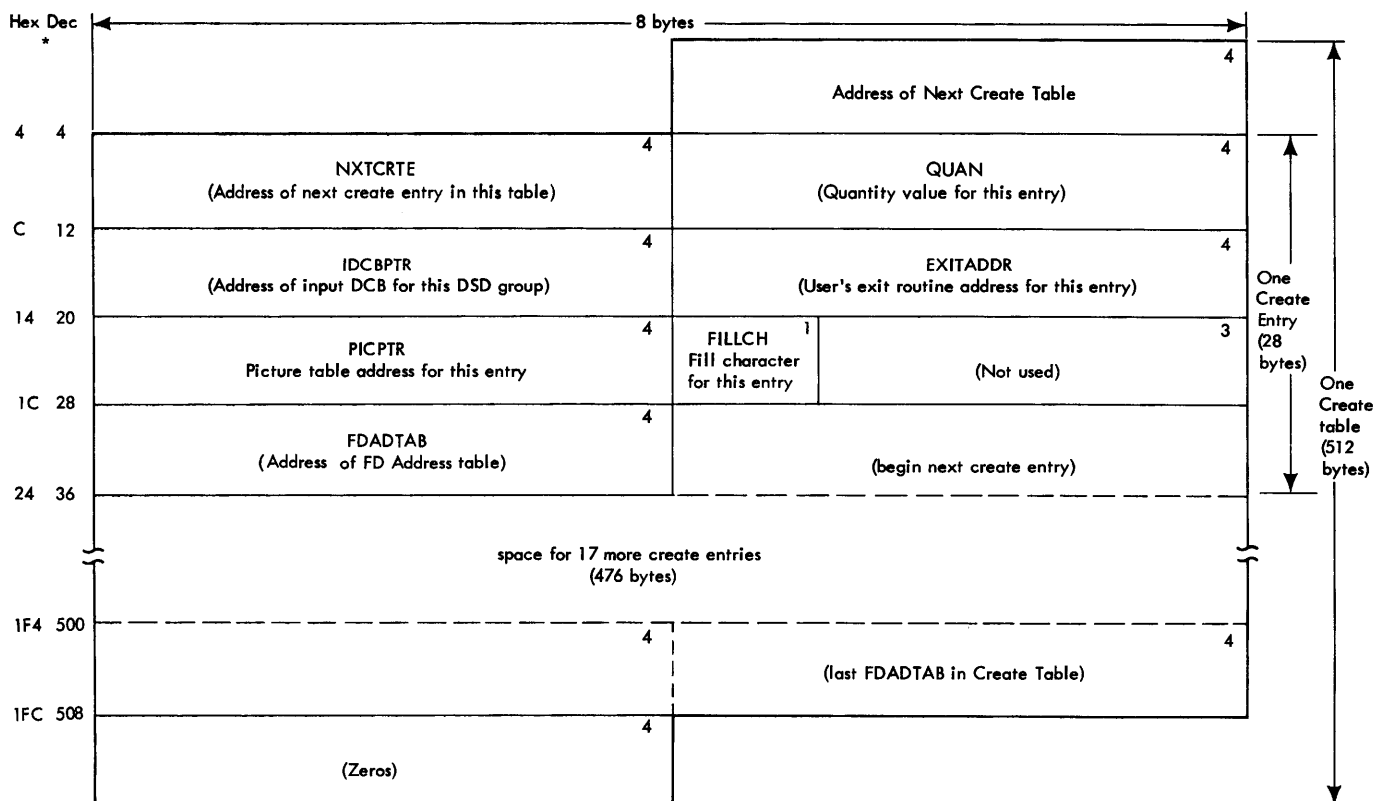 Hex Dec
*
8 bytes
4
Address of Next Create Table
4 4
4
NXTCRTE
(Address of next create entry in this table)
4
QUAN
(Quantity value for this entry)
C 12
4
IDCBPTR
(Address of input DCB for this DSD group)
4
EXITADDR
(User's exit routine address for this entry)
14 20
4
PICPTR
Picture table address for this entry
1
FILLCH
Fill character
for this entry
3
(Not used)
1C 28
4
FDADTAB
(Address of FD Address table)
(begin next create entry)
24 36
One
Create
Entry
(28
bytes)
One
Create
table
(512
bytes)
space for 17 more create entries
(476 bytes)
1F4 500
4
4
(last FDADTAB in Create Table)
1FC 508
4
(Zeros)